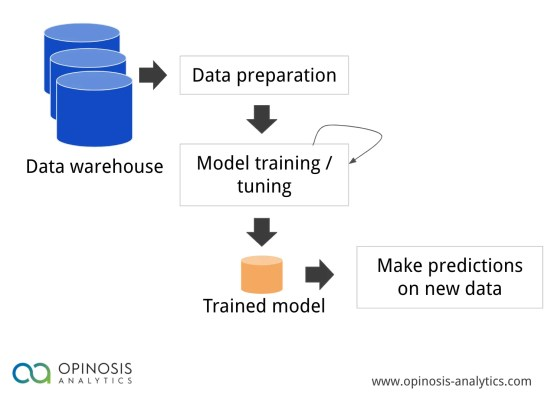 Data preparation
Data warehouse
Model training /
tuning
Trained model
Make predictions
on new data
OPINOSIS
ANALYTICS
www.opinosis-analytics.com